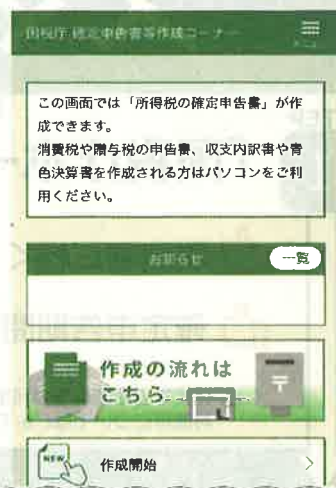 国税庁 確定申告書等作成コーナー
この画面では「所得税の確定申告書」が作
成できます。
消費税や贈与税の申告書、収支内訳書や青
色決算書を作成される方はパソコンをご利
用ください。
お知らせ
一覧
作成の流れは
こちら
〒
NEW
作成開始